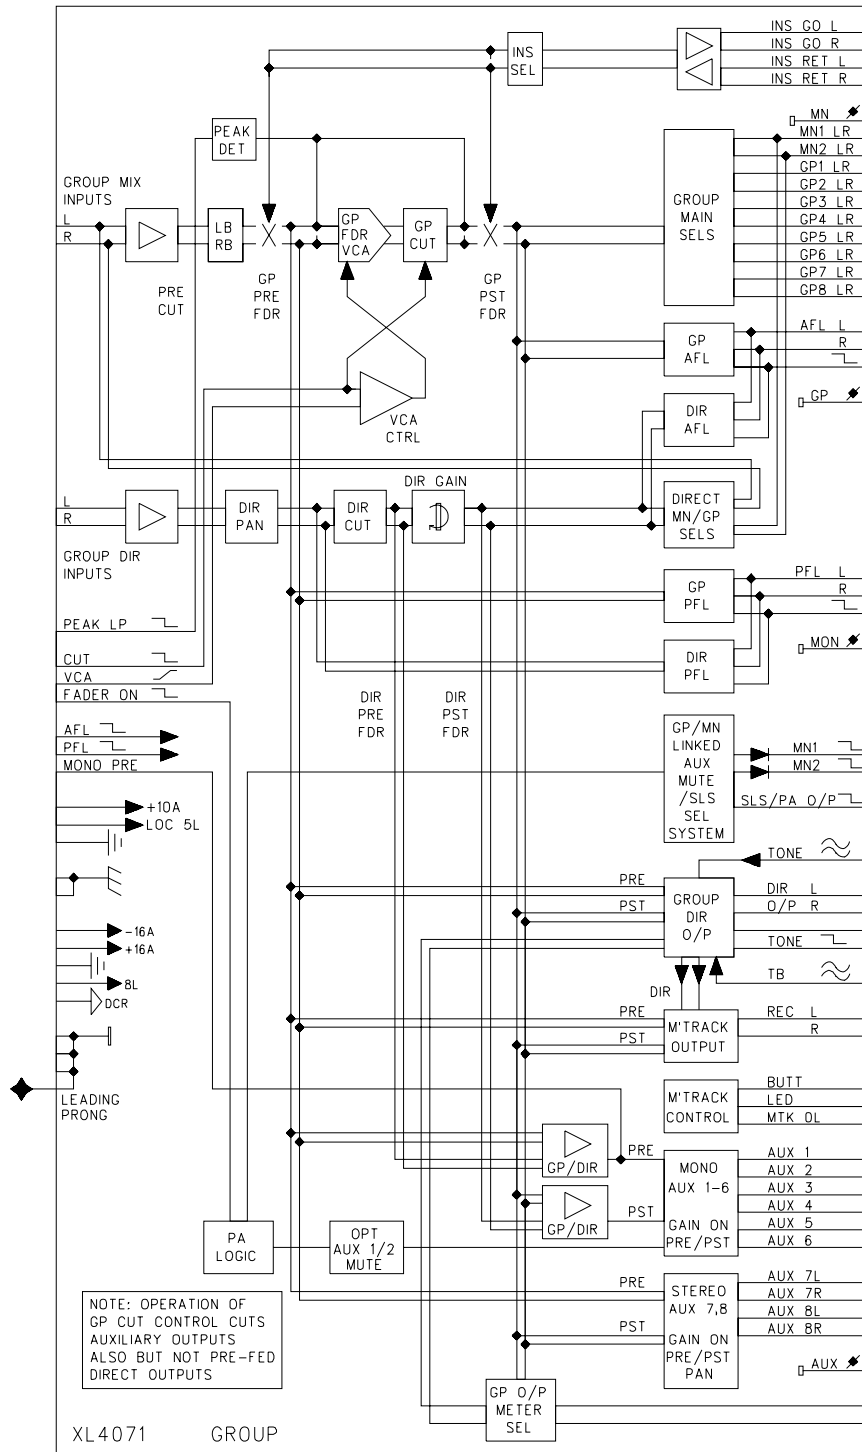 INS GO L
INS GO R
INS RET L
INS RET R
INS
SEL
MN
MN1 LR
MN2 LR
GP1 LR
GP2 LR
GP3 LR
GP4 LR
GP5 LR
GP6 LR
GP7 LR
GP8 LR
PEAK
DET
GROUP MIX
INPUTS
L
R
PRE
CUT
LB
RB
GP
PRE
FDR
GP
FDR
VCA
GP
CUT
GP
PST
FDR
GROUP
MAIN
SELS
VCA
CTRL
GP
AFL
AFL L
R
GP
DIR
AFL
L
R
GROUP DIR
INPUTS
DIR
PAN
DIR
CUT
DIR GAIN
DIRECT
MN/GP
SELS
GP
PFL
PFL L
R
MON
DIR
PFL
PEAK LP
CUT
VCA
FADER ON
AFL
PFL
MONO PRE
DIR
PRE
FDR
DIR
PST
FDR
GP/MN
LINKED
AUX
MUTE
/SLS
SEL
SYSTEM
MN1
MN2
SLS/PA O/P
+10A
LOC 5L
-16A
+16A
8L
DCR
LEADING
PRONG
PRE
PST
GROUP
DIR
O/P
TONE
DIR L
O/P R
TONE
TB
DIR
PRE
PST
M'TRACK
OUTPUT
REC L
R
M'TRACK
CONTROL
BUTT
LED
MTK OL
GP/DIR
PRE
GP/DIR
PST
MONO
AUX 1-6
GAIN ON
PRE/PST
AUX 1
AUX 2
AUX 3
AUX 4
AUX 5
AUX 6
PA
LOGIC
OPT
AUX 1/2
MUTE
PRE
PST
STEREO
AUX 7,8
GAIN ON
PRE/PST
PAN
AUX 7L
AUX 7R
AUX 8L
AUX 8R
AUX
NOTE: OPERATION OF
GP CUT CONTROL CUTS
AUXILIARY OUTPUTS
ALSO BUT NOT PRE-FED
DIRECT OUTPUTS
GP O/P
METER
SEL
XL4071 GROUP